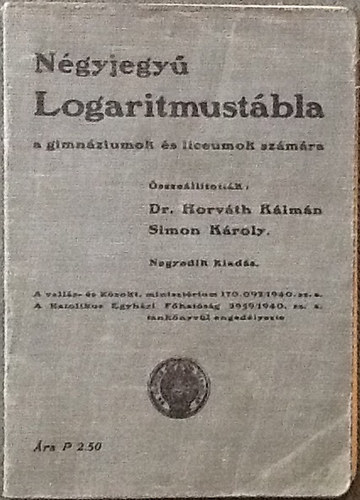 Négyjegyű
Logaritmustábla
a gimnáziumok és líceumok számára
Összeállították:
Dr. Horváth Kálmán
Simon Károly.
Negyedik kiadás.
A vallás- és Közokt. minisztérium 170.092/1940. sz. a.
A Katolikus Egyházi Főhatóság 2959/1940. sz. a.
tankönyvül engedélyezte
Ára P 2.50